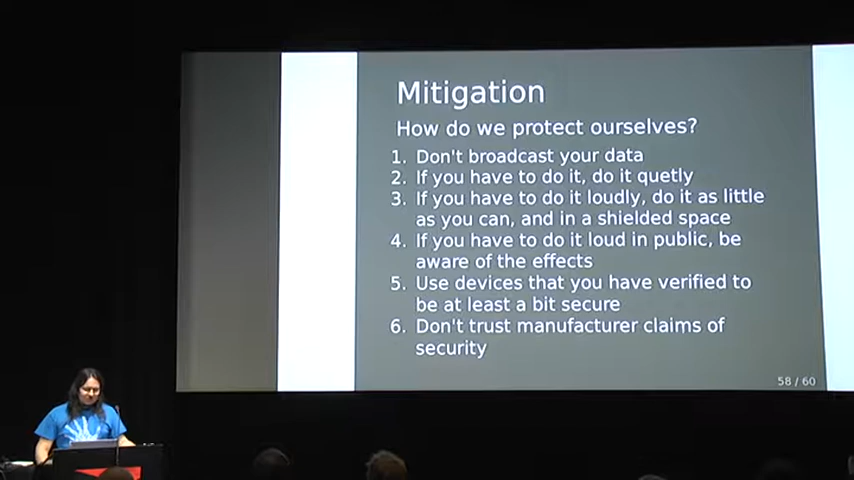 Mitigation
How do we protect ourselves?
1. Don't broadcast your data
2. If you have to do it, do it quetly
3. If you have to do it loudly, do it as little
as you can, and in a shielded space
4. If you have to do it loud in public, be
aware of the effects
5. Use devices that you have verified to
be at least a bit secure
6. Don't trust manufacturer claims of
security
58 / 60